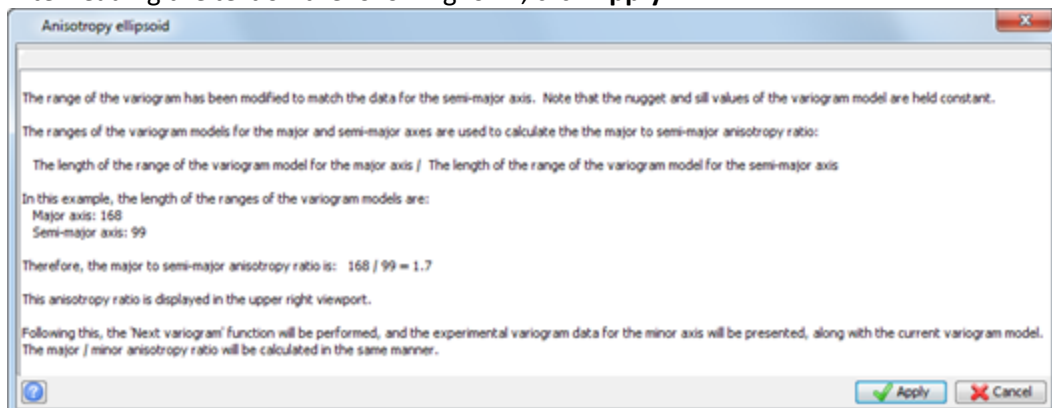 Anisotropy ellipsoid
The range of the variogram has been modified to match the data for the semi-major axis. Note that the nugget and sill values of the variogram model are held constant.
The ranges of the variogram models for the major and semi-major axes are used to calculate the the major to semi-major anisotropy ratio:
The length of the range of the variogram model for the major axis / The length of the range of the variogram model for the semi-major axis
In this example, the length of the ranges of the variogram models are:
Major axis: 168
Semi-major axis: 99
Therefore, the major to semi-major anisotropy ratio is: 168 / 99 = 1.7
This anisotropy ratio is displayed in the upper right viewport.
Following this, the 'Next variogram' function will be performed, and the experimental variogram data for the minor axis will be presented, along with the current variogram model.
The major / minor anisotropy ratio will be calculated in the same manner.
Apply Cancel